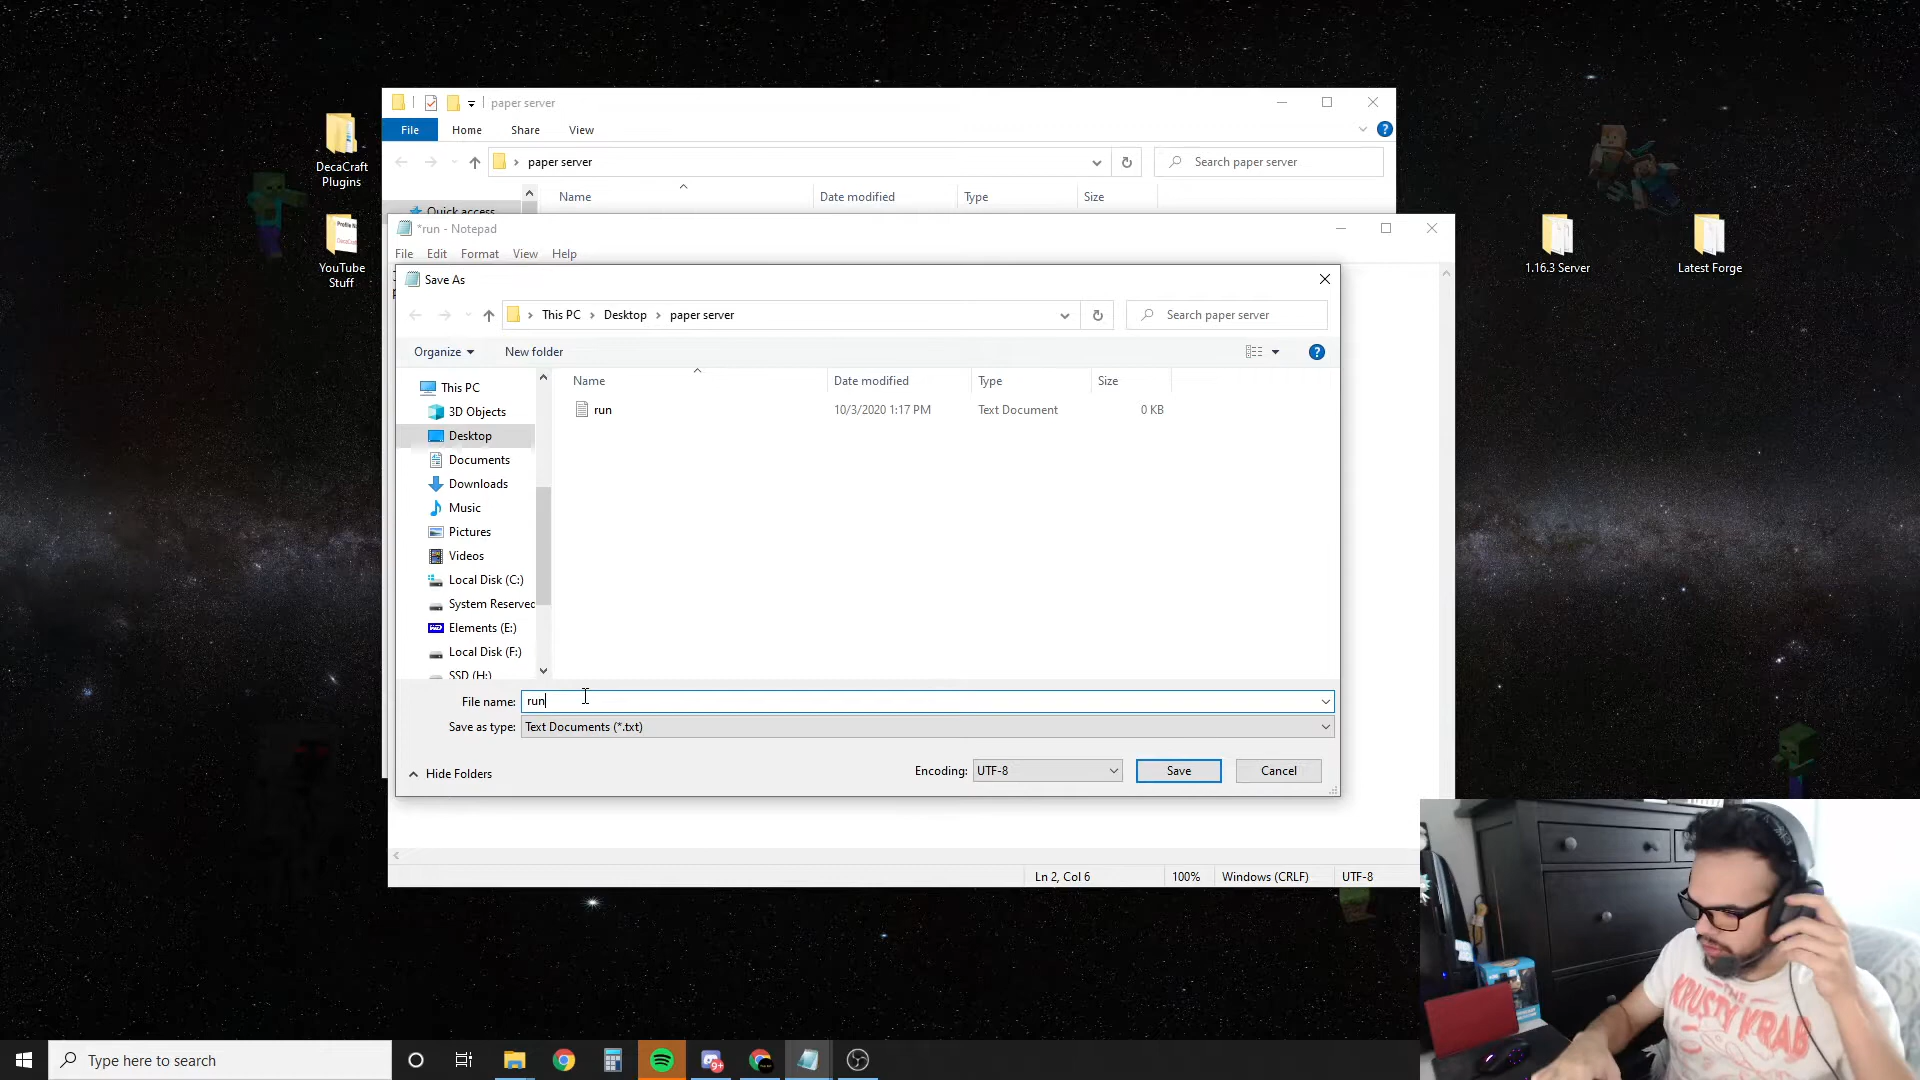 paper server
File
Home
Share
View
paper server
Search paper server
Name
Date modified
Type
Size
Quick access
*run - Notepad
File
Edit
Format
View
Help
Save As
This PC
Desktop
paper server
Search paper server
Organize
New folder
Name
Date modified
Type
Size
This PC
3D Objects
Desktop
Documents
Downloads
Music
Pictures
Videos
Local Disk (C:)
System Reserved
Elements (E:)
Local Disk (F:)
SSD (H:)
run
10/3/2020 1:17 PM
Text Document
0 KB
File name:
run
Save as type:
Text Documents (*.txt)
Hide Folders
Encoding:
UTF-8
Save
Cancel
Ln 2, Col 6
100%
Windows (CRLF)
UTF-8
DecaCraft
Plugins
YouTube
Stuff
1.16.3 Server
Latest Forge
THE
KRUSTY KRAB
Type here to search
9+